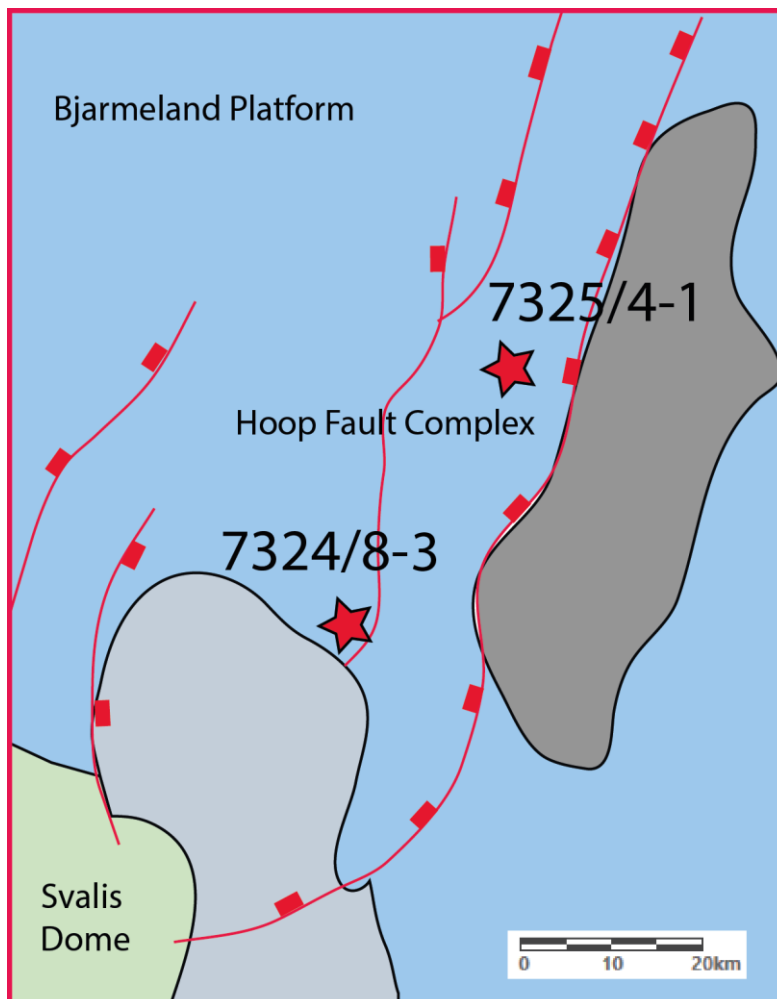 Bjarmeland Platform
7325/4-1
Hoop Fault Complex
7324/8-3
Svalis
Dome
0 10 20km